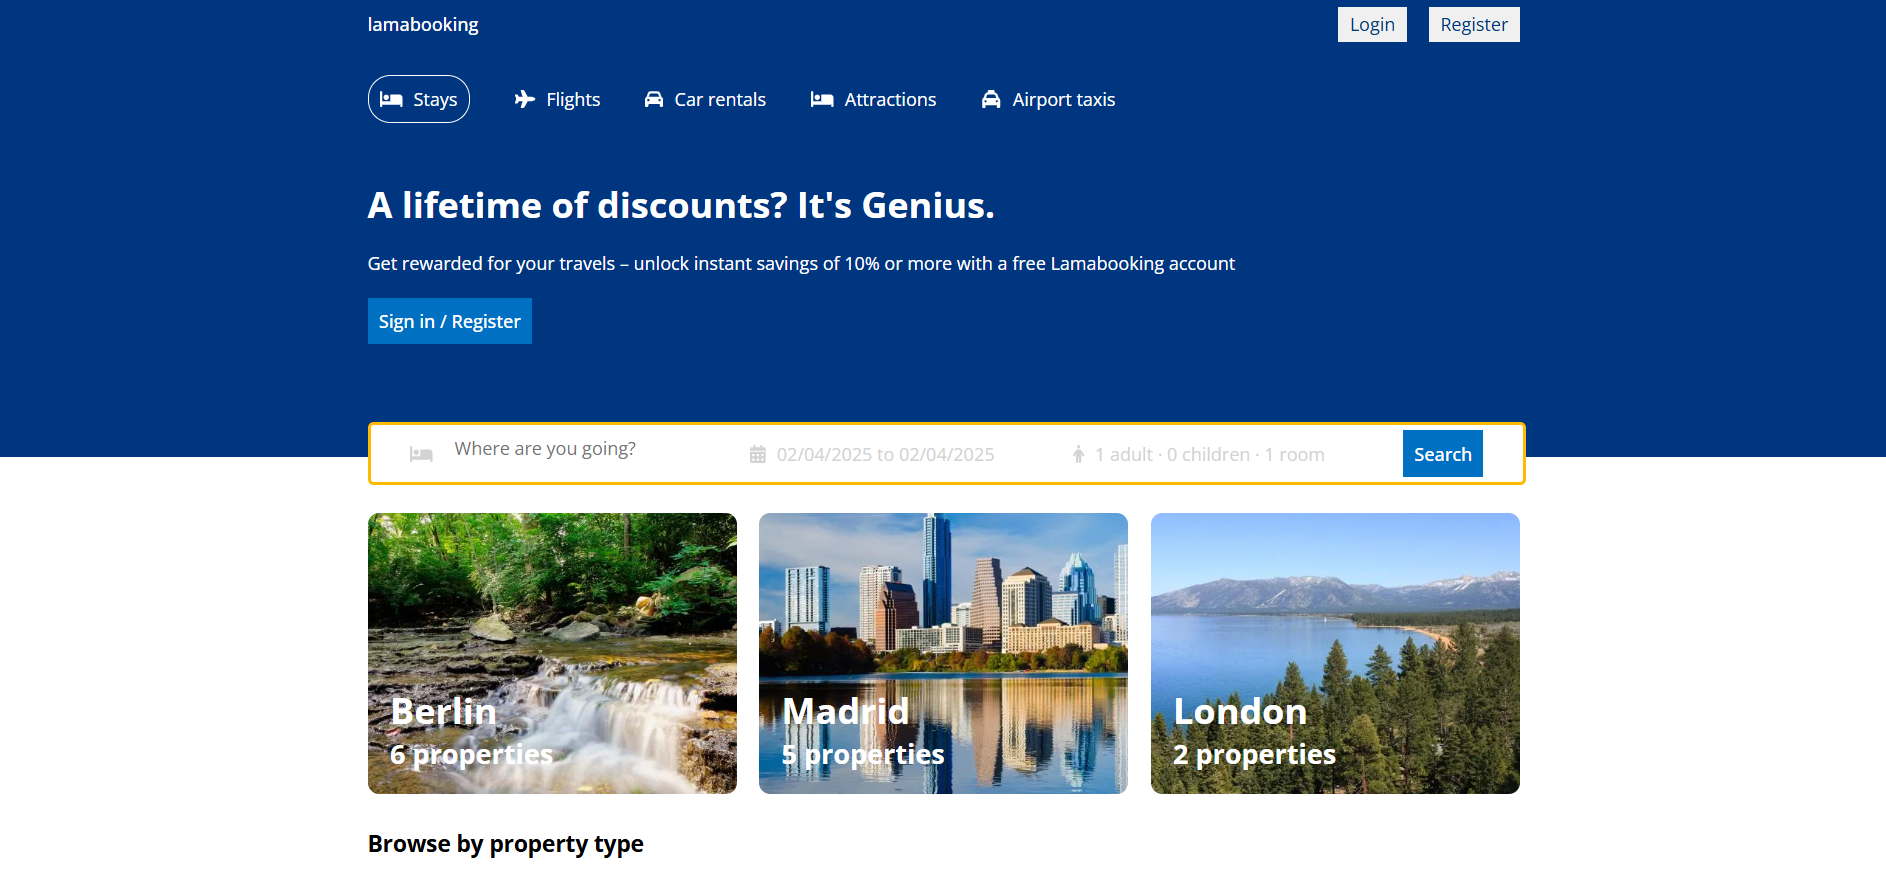 lamabooking
Login
Register
Stays
Flights
Car rentals
Attractions
Airport taxis
A lifetime of discounts? It's Genius.
Get rewarded for your travels – unlock instant savings of 10% or more with a free Lamabooking account
Sign in / Register
Where are you going?
02/04/2025 to 02/04/2025
1 adult · 0 children · 1 room
Search
Berlin
6 properties
Madrid
5 properties
London
2 properties
Browse by property type